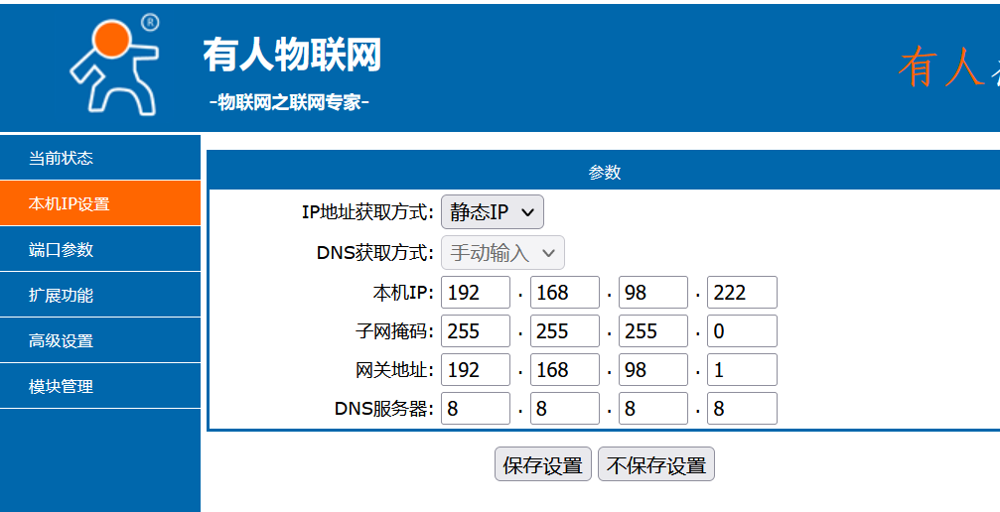 ®
有人物联网
-物联网之联网专家-
有人
当前状态
本机IP设置
端口参数
扩展功能
高级设置
模块管理
参数
IP地址获取方式: 静态IP
DNS获取方式: 手动输入
本机IP: 192 . 168 . 98 . 222
子网掩码: 255 . 255 . 255 . 0
网关地址: 192 . 168 . 98 . 1
DNS服务器: 8 . 8 . 8 . 8
保存设置 不保存设置